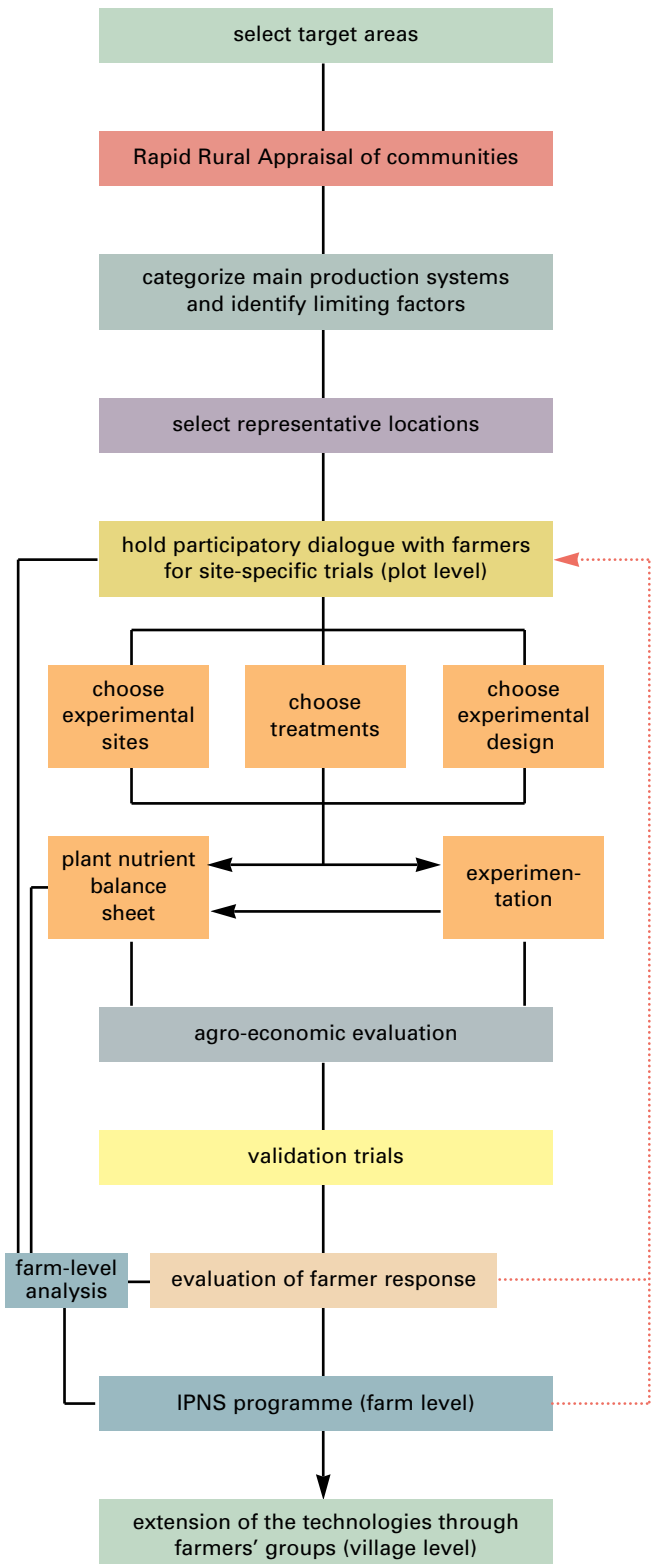 select target areas
Rapid Rural Appraisal of communities
categorize main production systems
and identify limiting factors
select representative locations
hold participatory dialogue with farmers
for site-specific trials (plot level)
choose
experimental
sites
choose
treatments
choose
experimental
design
plant nutrient
balance
sheet
experimen-
tation
agro-economic evaluation
validation trials
farm-level
analysis
evaluation of farmer response
IPNS programme (farm level)
extension of the technologies through
farmers’ groups (village level)